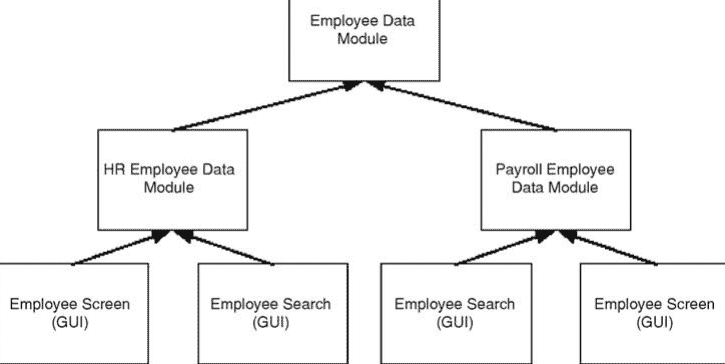 Employee Data
Module
HR Employee Data
Module
Payroll Employee
Data Module
Employee Screen
(GUI)
Employee Search
(GUI)
Employee Search
(GUI)
Employee Screen
(GUI)